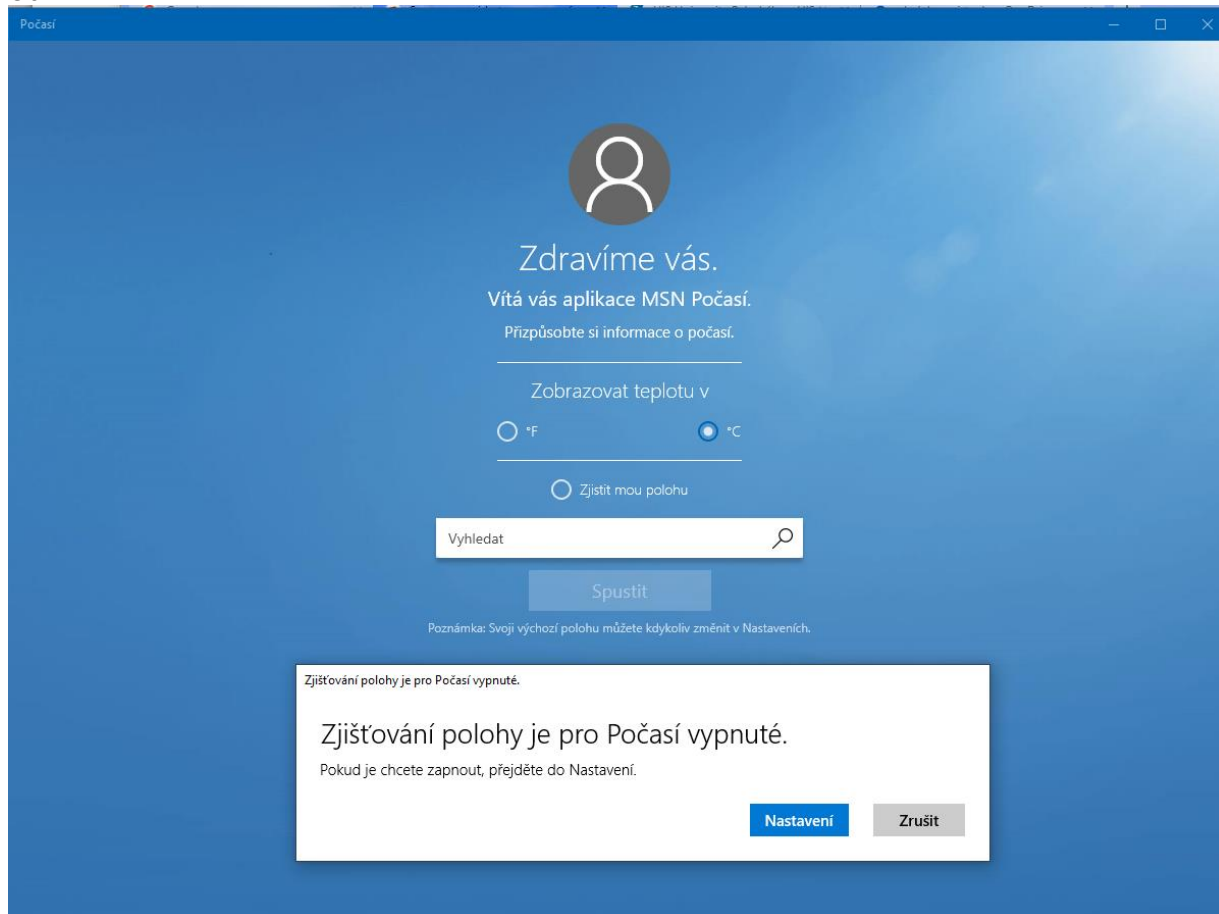 Počasí
Zdravíme vás.
Vítá vás aplikace MSN Počasí.
Přizpůsobte si informace o počasí.
Zobrazovat teplotu v
°F °C
Zjistit mou polohu
Vyhledat
Spustit
Poznámka: Svoji výchozí polohu můžete kdykoliv změnit v Nastaveních.
Zjišťování polohy je pro Počasí vypnuté.
Zjišťování polohy je pro Počasí vypnuté.
Pokud je chcete zapnout, přejděte do Nastavení.
Nastavení Zrušit